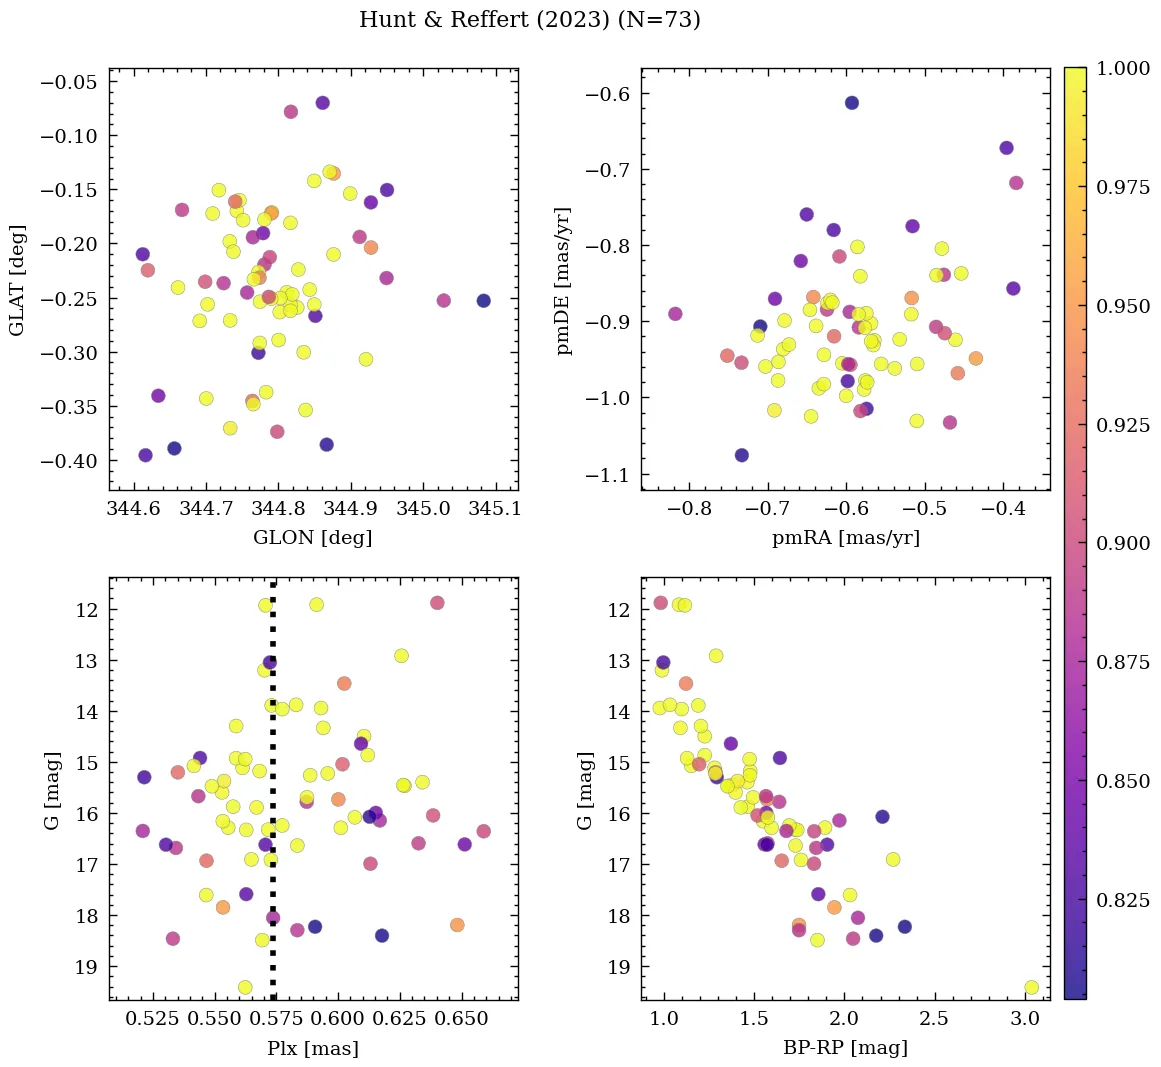 Hunt & Reffert (2023) (N=73)
−0.05
−0.10
−0.15
−0.20
−0.25
−0.30
−0.35
−0.40
GLAT [deg]
344.6 344.7 344.8 344.9 345.0 345.1
GLON [deg]
−0.6
−0.7
−0.8
−0.9
−1.0
−1.1
pmDE [mas/yr]
−0.8 −0.7 −0.6 −0.5 −0.4
pmRA [mas/yr]
12
13
14
15
16
17
18
19
G [mag]
0.525 0.550 0.575 0.600 0.625 0.650
Plx [mas]
12
13
14
15
16
17
18
19
G [mag]
1.0 1.5 2.0 2.5 3.0
BP-RP [mag]
1.000
0.975
0.950
0.925
0.900
0.875
0.850
0.825